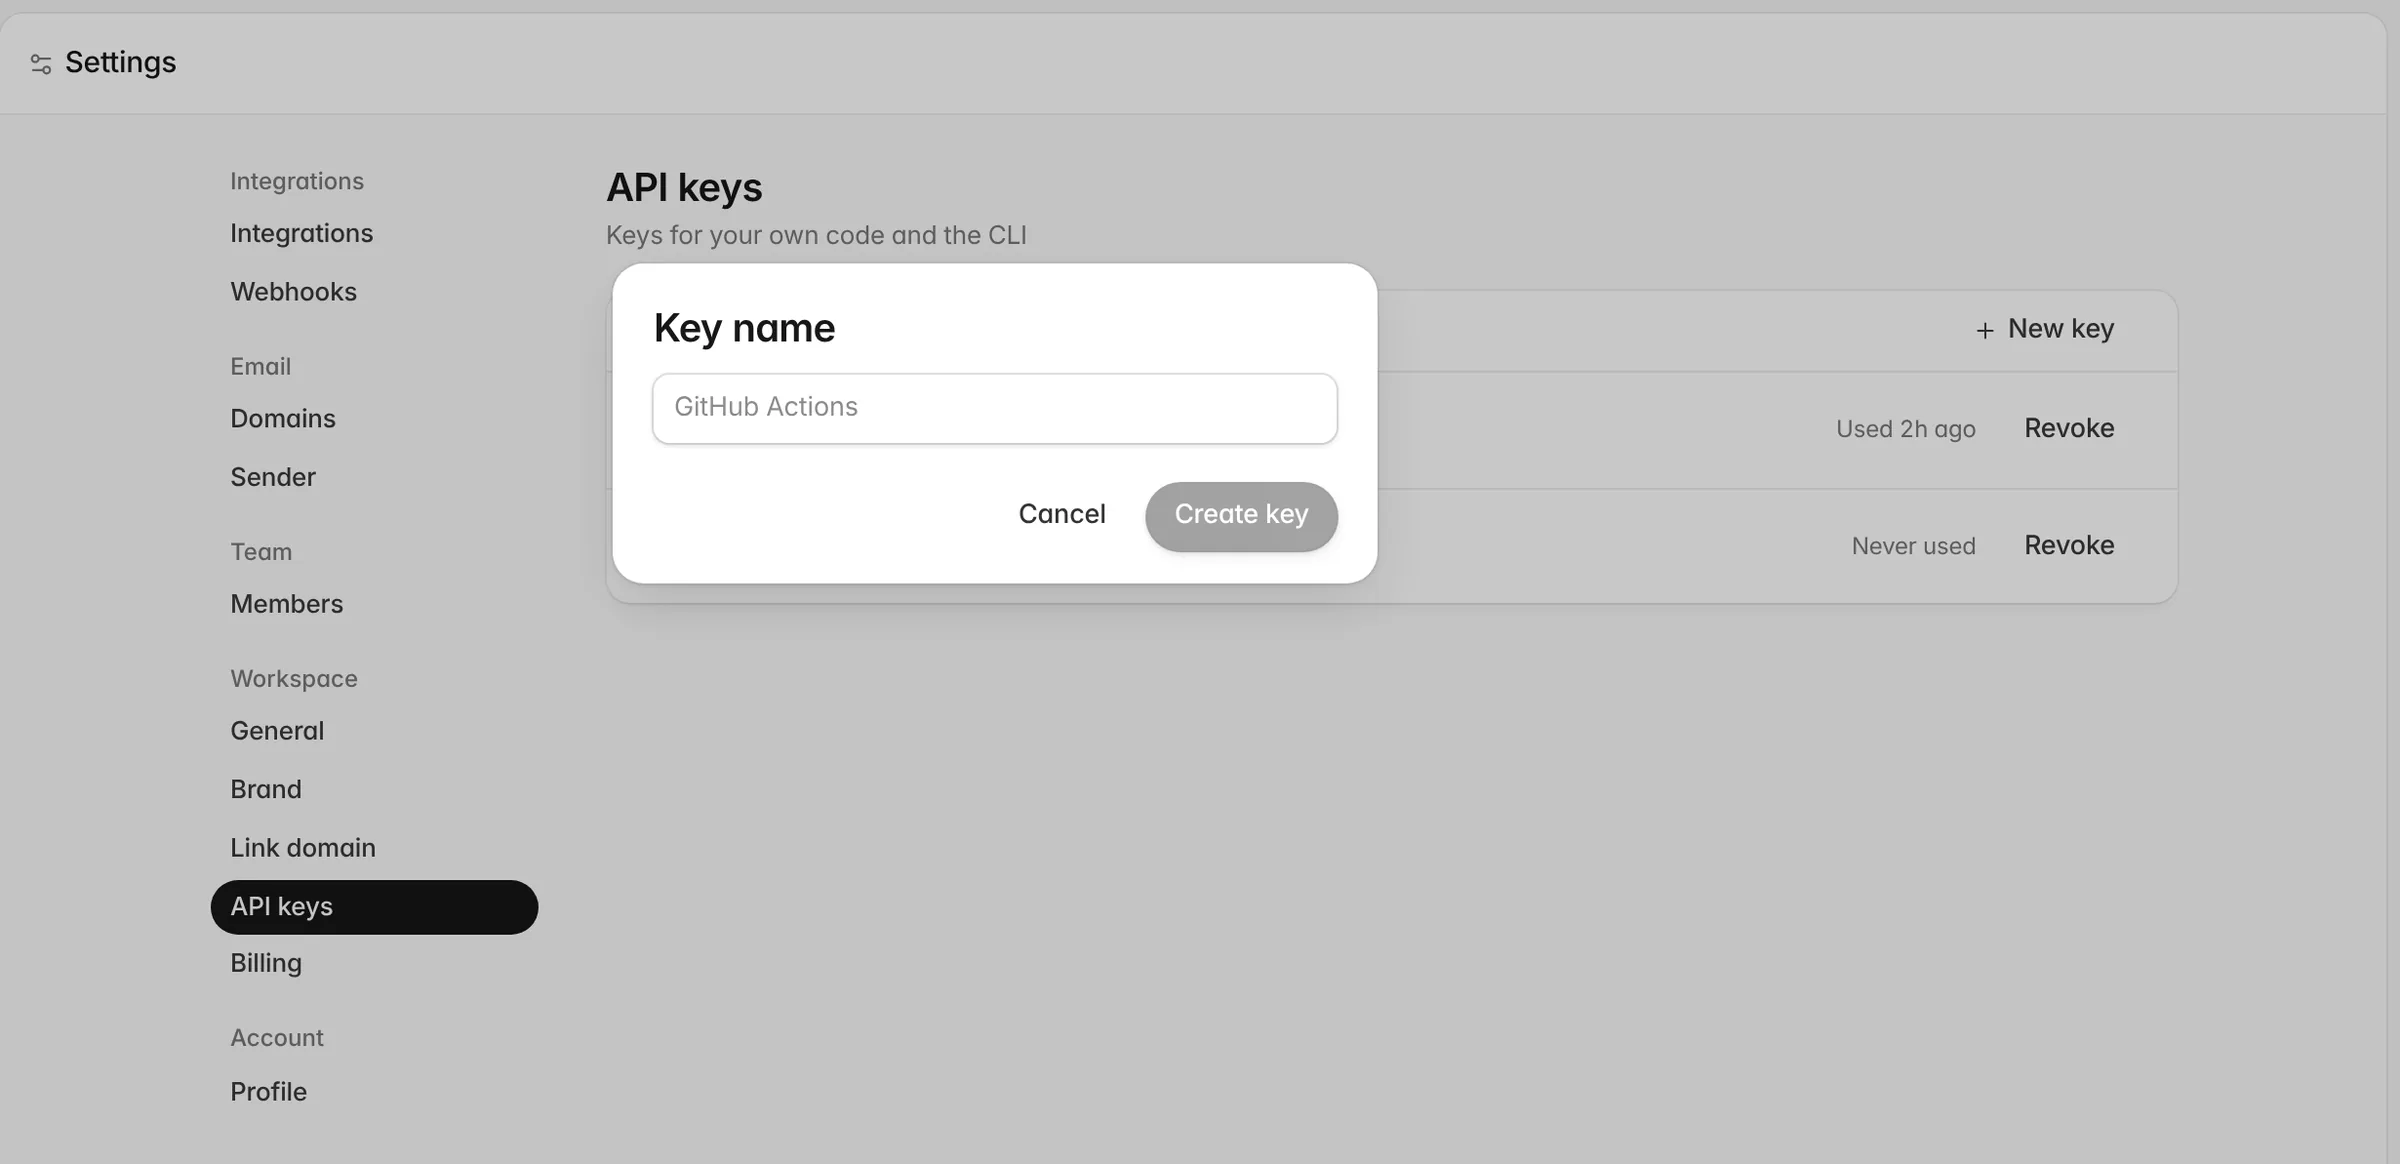 Settings
Integrations
Integrations
Webhooks
Email
Domains
Sender
Team
Members
Workspace
General
Brand
Link domain
API keys
Billing
Account
Profile
API keys
Keys for your own code and the CLI
New key
Used 2h ago Revoke
Never used Revoke
Key name
GitHub Actions
Cancel Create key